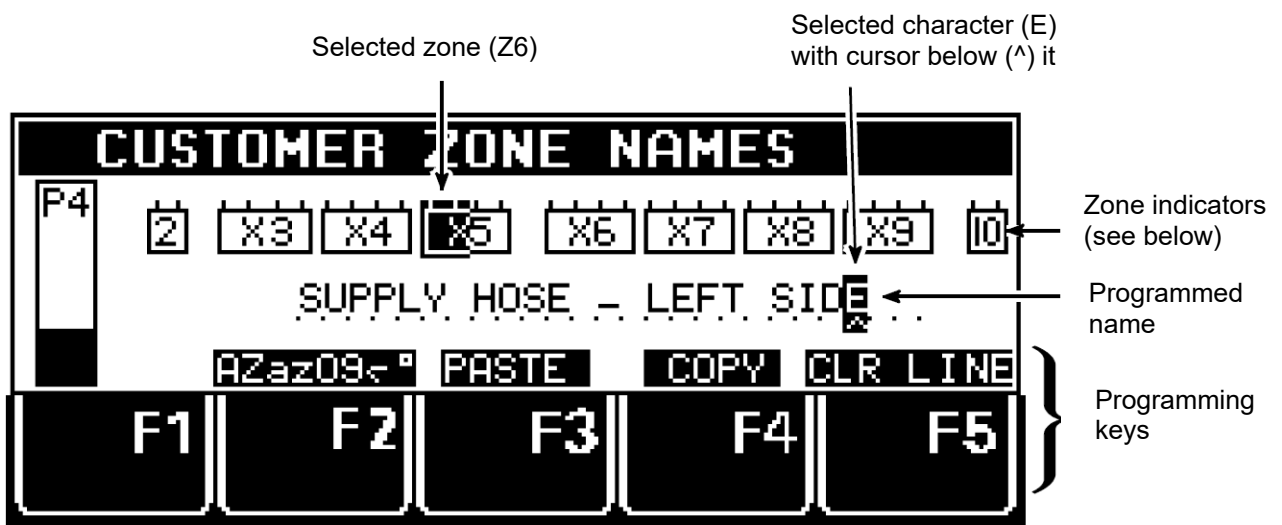 Selected zone (Z6)
Selected character (E)
with cursor below (^) it
CUSTOMER ZONE NAMES
P4
2 X3 X4 X5 X6 X7 X8 X9 10
Zone indicators
(see below)
SUPPLY HOSE - LEFT SIDE
^
Programmed
name
AZaz09<° PASTE COPY CLR LINE
F1 F2 F3 F4 F5
Programming
keys